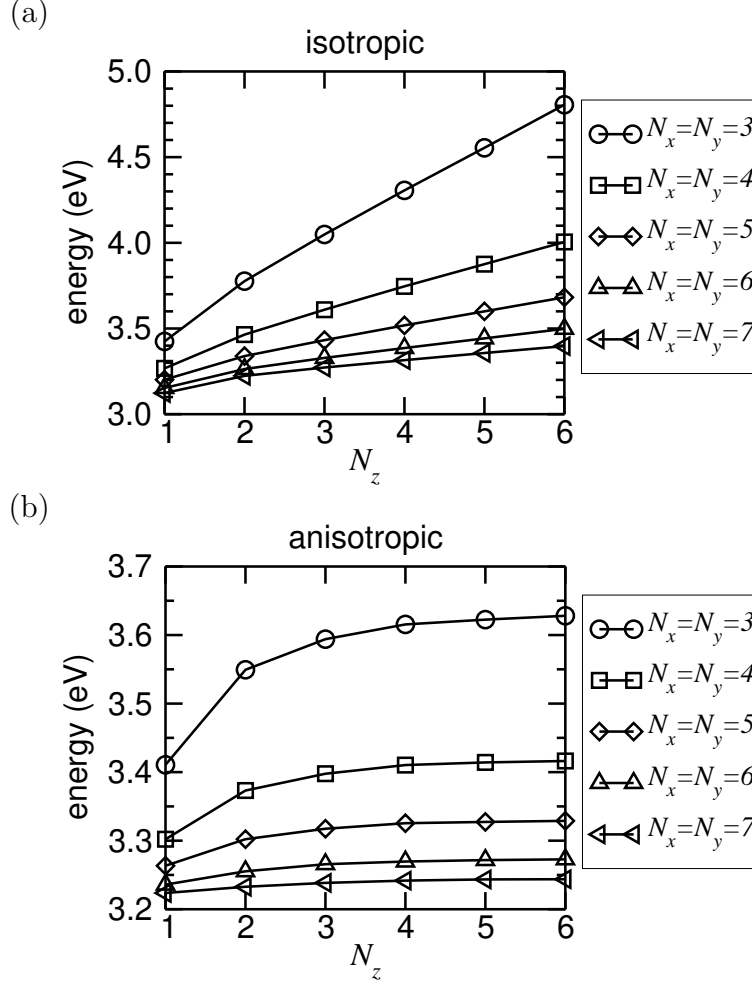 (a)
isotropic
5.0
4.5
4.0
3.5
3.0
energy (eV)
1 2 3 4 5 6
N_z
N_x=N_y=3
N_x=N_y=4
N_x=N_y=5
N_x=N_y=6
N_x=N_y=7
(b)
anisotropic
3.7
3.6
3.5
3.4
3.3
3.2
energy (eV)
1 2 3 4 5 6
N_z
N_x=N_y=3
N_x=N_y=4
N_x=N_y=5
N_x=N_y=6
N_x=N_y=7